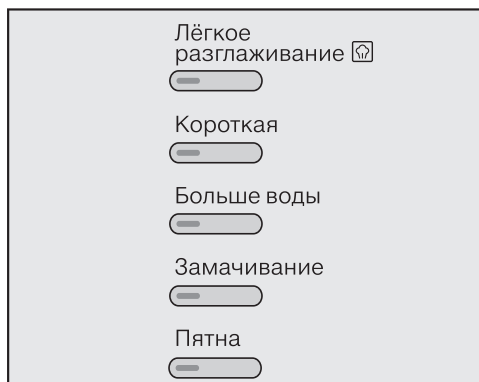 Лёгкое
разглаживание
Короткая
Больше воды
Замачивание
Пятна